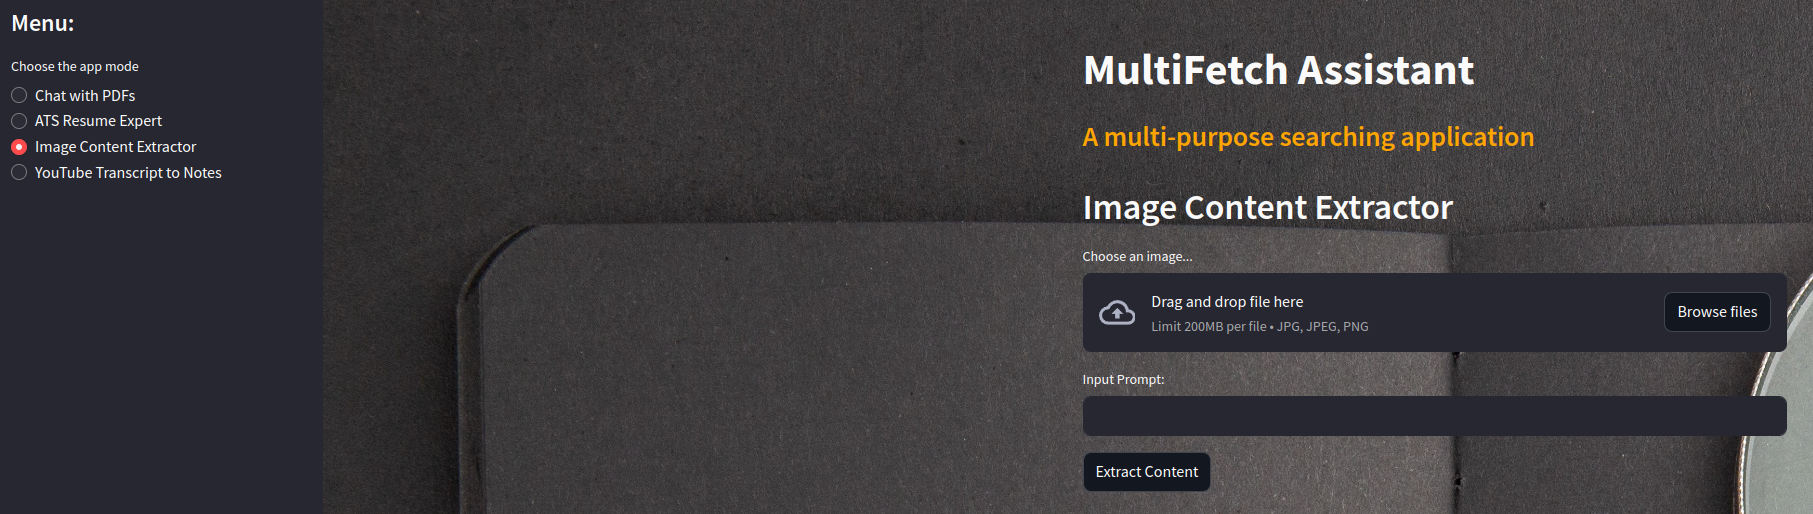 Menu:
Choose the app mode
Chat with PDFs
ATS Resume Expert
Image Content Extractor
YouTube Transcript to Notes
MultiFetch Assistant
A multi-purpose searching application
Image Content Extractor
Choose an image...
Drag and drop file here
Limit 200MB per file • JPG, JPEG, PNG
Browse files
Input Prompt:
Extract Content